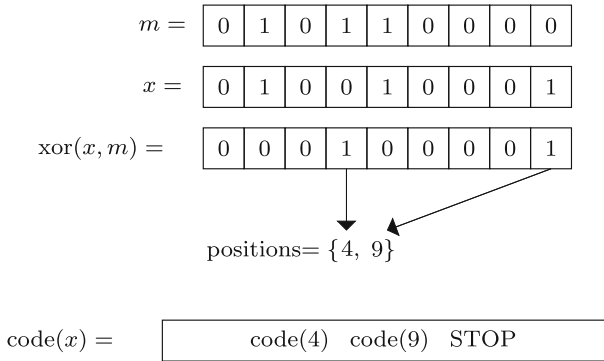 m = 0 1 0 1 1 0 0 0 0
x = 0 1 0 0 1 0 0 0 1
xor(x, m) = 0 0 0 1 0 0 0 0 1
positions= {4, 9}
code(x) = code(4) code(9) STOP